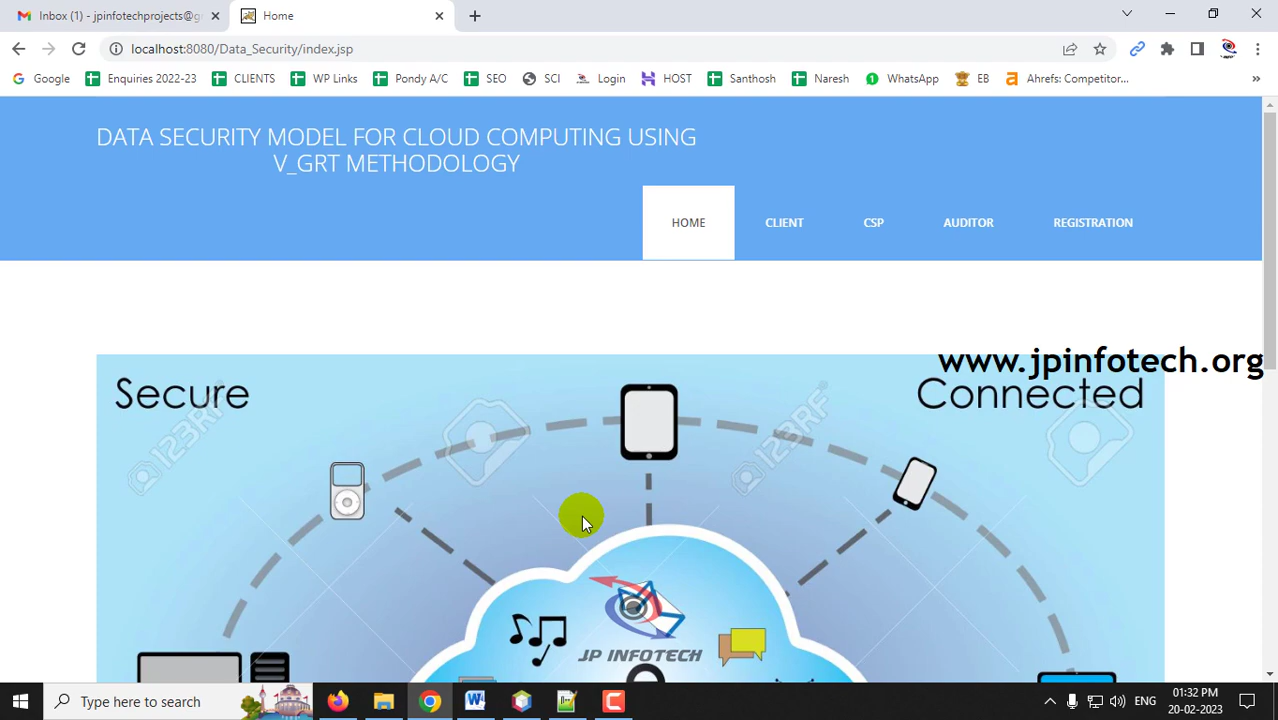 Inbox (1) - jpinfotechprojects@g
Home
localhost:8080/Data_Security/index.jsp
Google
Enquiries 2022-23
CLIENTS
WP Links
Pondy A/C
SEO
SCI
Login
HOST
Santhosh
Naresh
WhatsApp
EB
Ahrefs: Competitor...
DATA SECURITY MODEL FOR CLOUD COMPUTING USING
V_GRT METHODOLOGY
HOME
CLIENT
CSP
AUDITOR
REGISTRATION
www.jpinfotech.org
Secure
Connected
123RF
123RF
JP INFOTECH
Type here to search
ENG
01:32 PM
20-02-2023